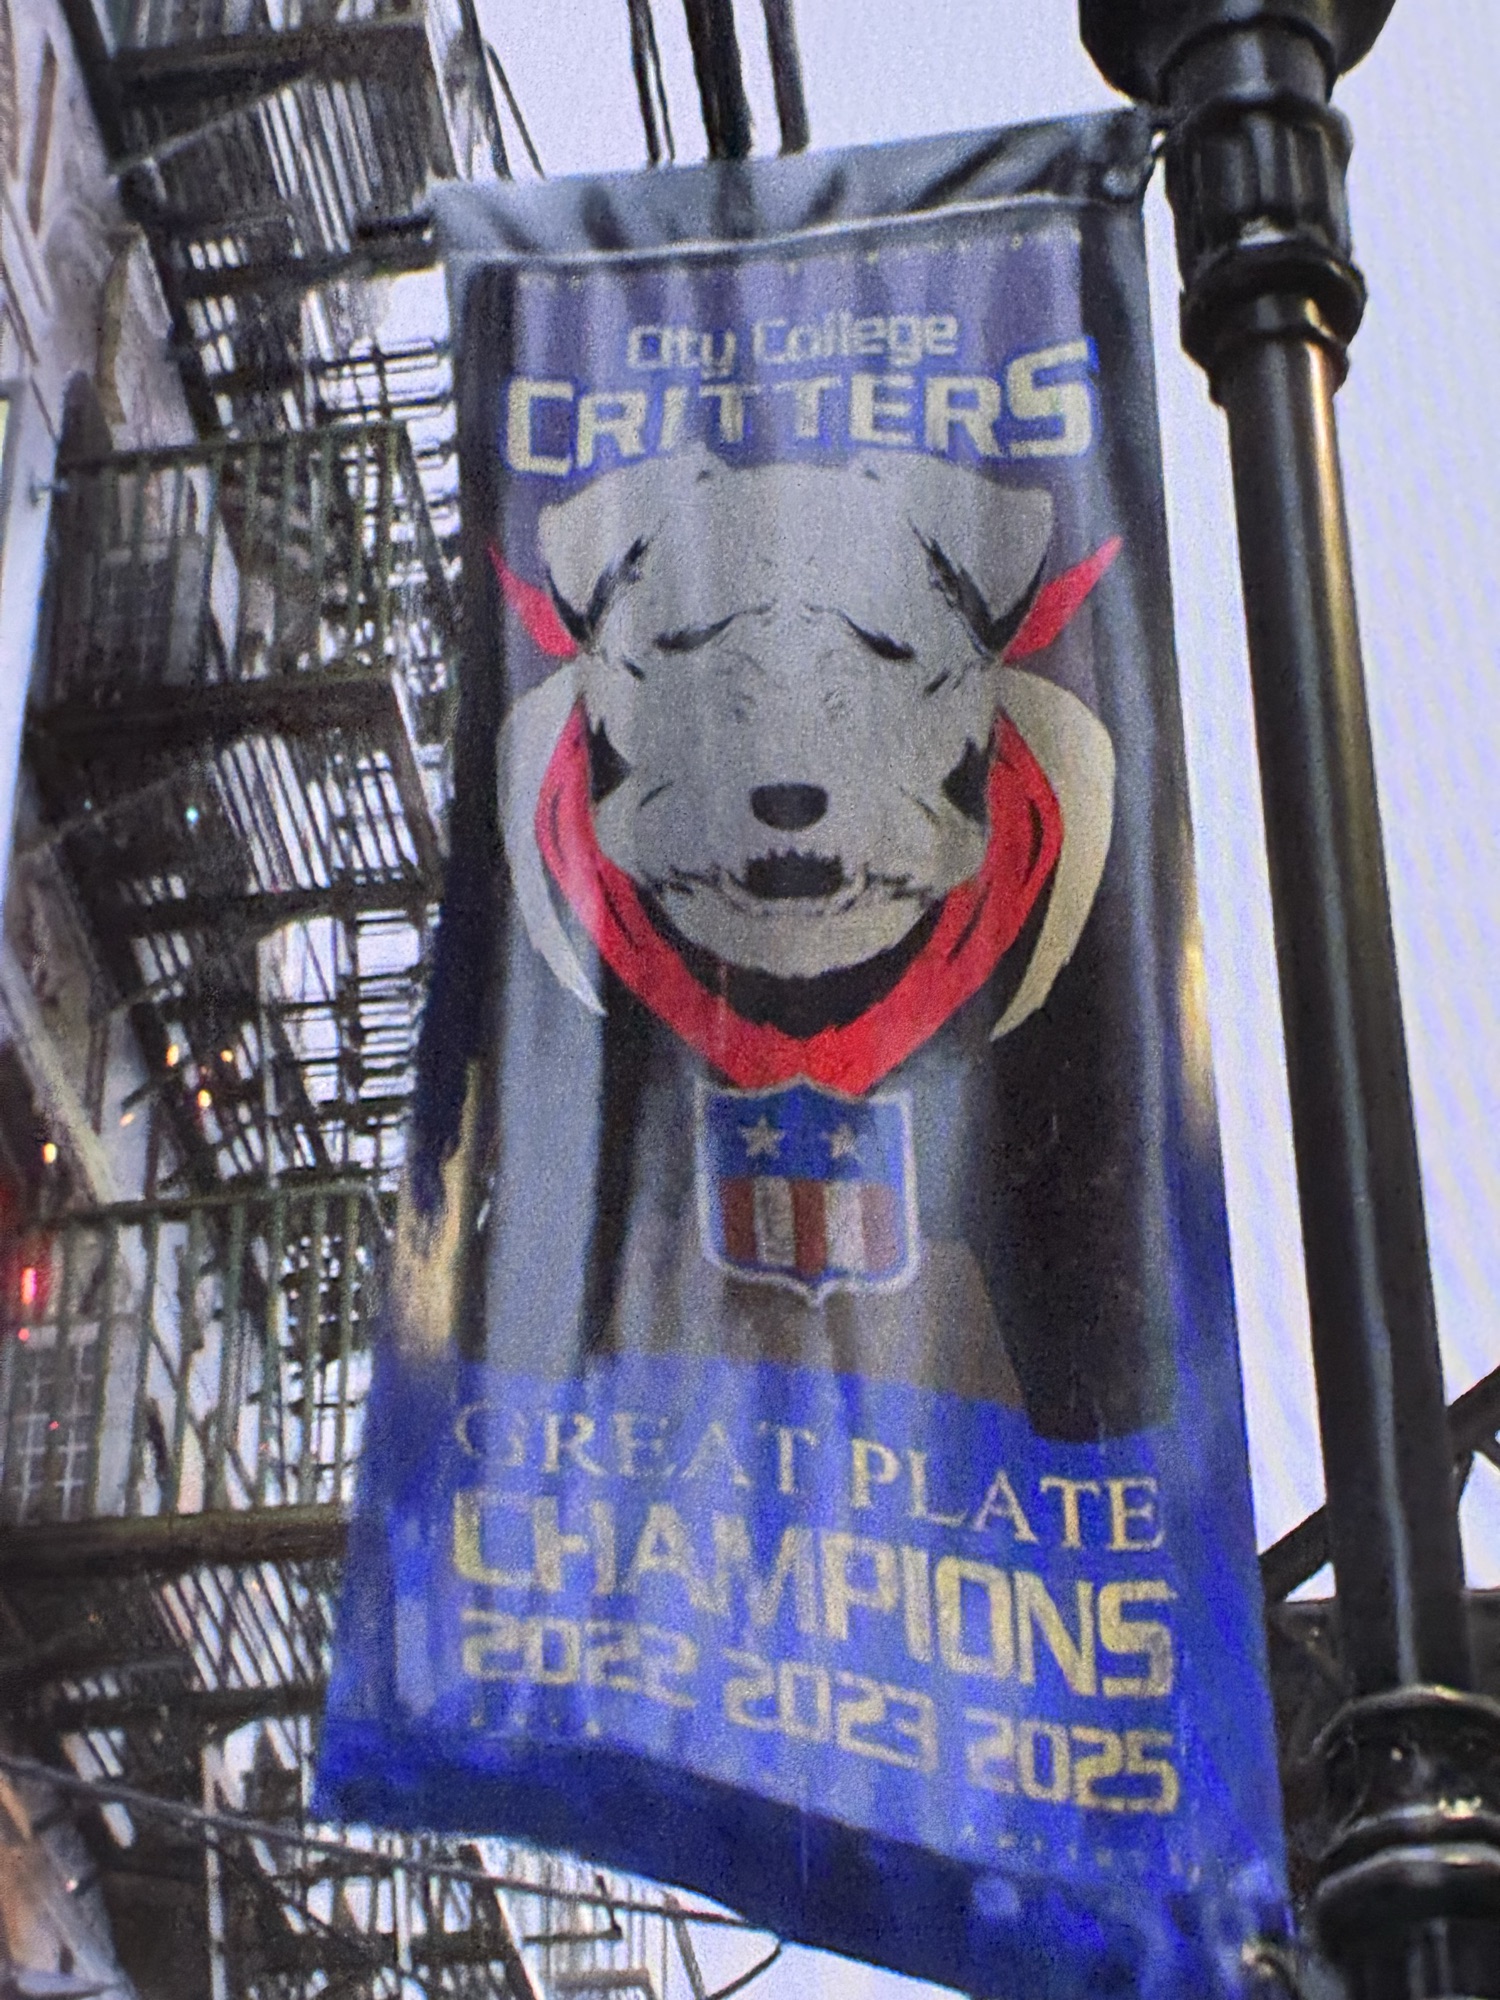 City College
CRITTERS
GREAT PLATE
CHAMPIONS
2022 2023 2025